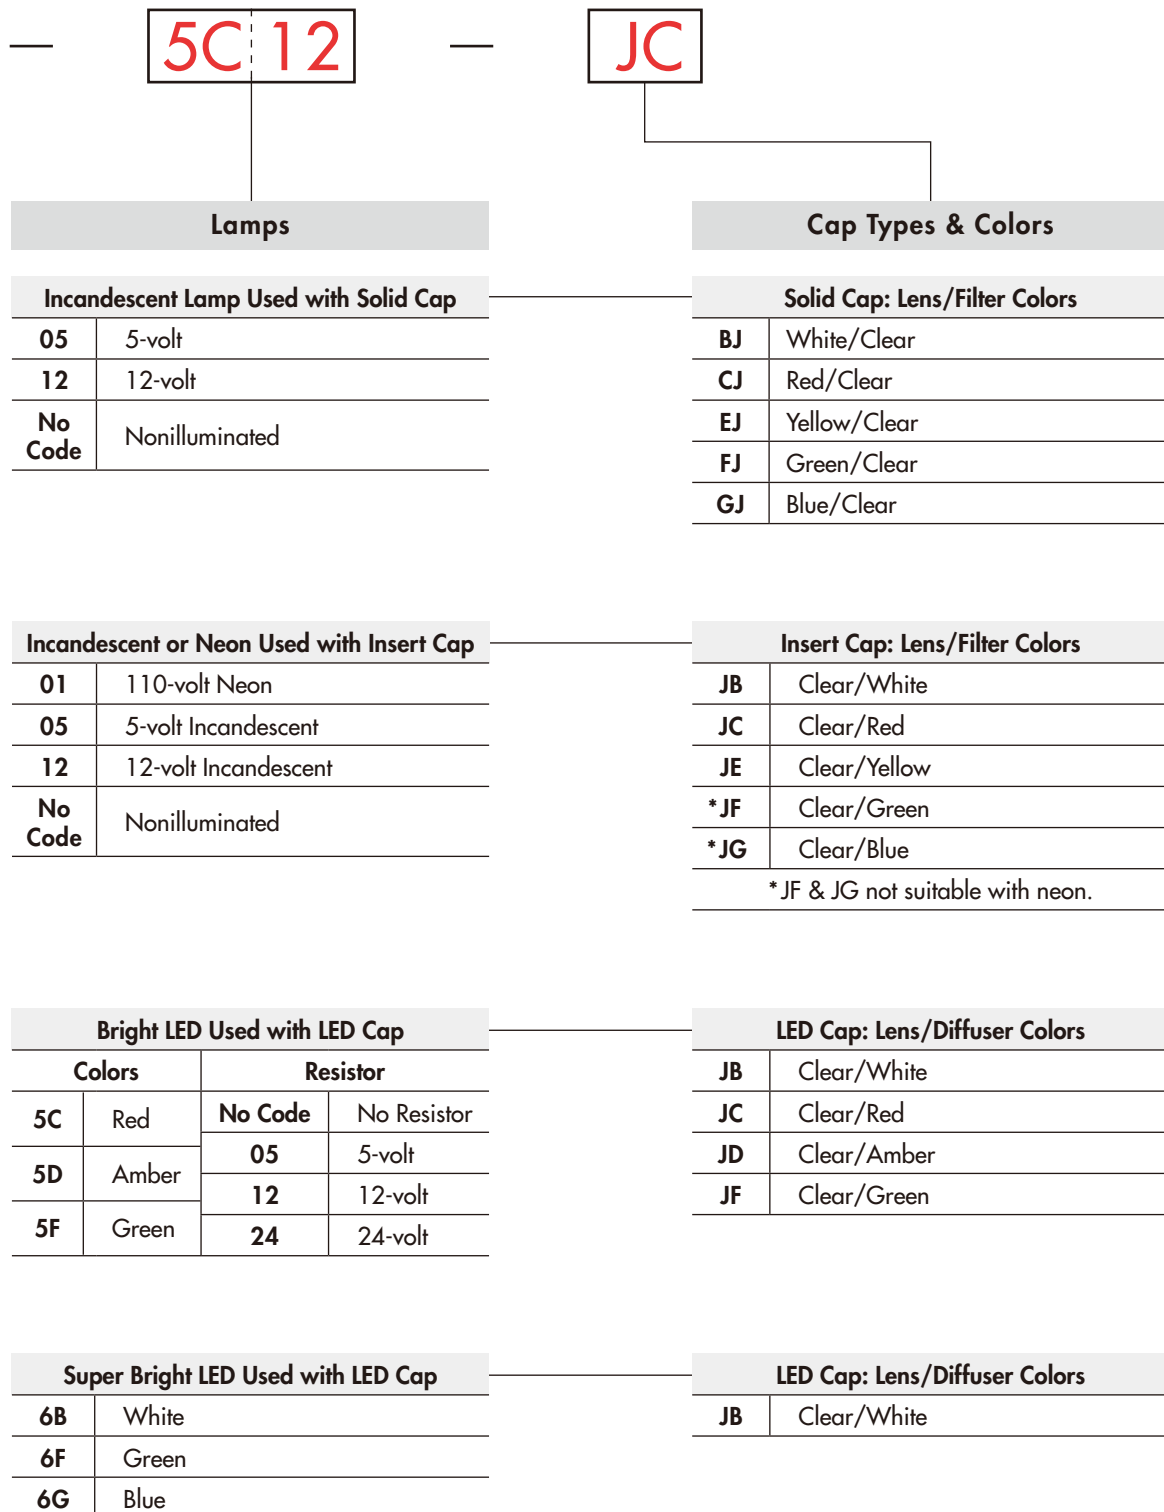 — 5C 12 — JC
Lamps
Cap Types & Colors
Incandescent Lamp Used with Solid Cap
05 5-volt
12 12-volt
No Code Nonilluminated
Solid Cap: Lens/Filter Colors
BJ White/Clear
CJ Red/Clear
EJ Yellow/Clear
FJ Green/Clear
GJ Blue/Clear
Incandescent or Neon Used with Insert Cap
01 110-volt Neon
05 5-volt Incandescent
12 12-volt Incandescent
No Code Nonilluminated
Insert Cap: Lens/Filter Colors
JB Clear/White
JC Clear/Red
JE Clear/Yellow
*JF Clear/Green
*JG Clear/Blue
*JF & JG not suitable with neon.
Bright LED Used with LED Cap
Colors Resistor
5C Red
5D Amber
5F Green
No Code No Resistor
05 5-volt
12 12-volt
24 24-volt
LED Cap: Lens/Diffuser Colors
JB Clear/White
JC Clear/Red
JD Clear/Amber
JF Clear/Green
Super Bright LED Used with LED Cap
6B White
6F Green
6G Blue
LED Cap: Lens/Diffuser Colors
JB Clear/White